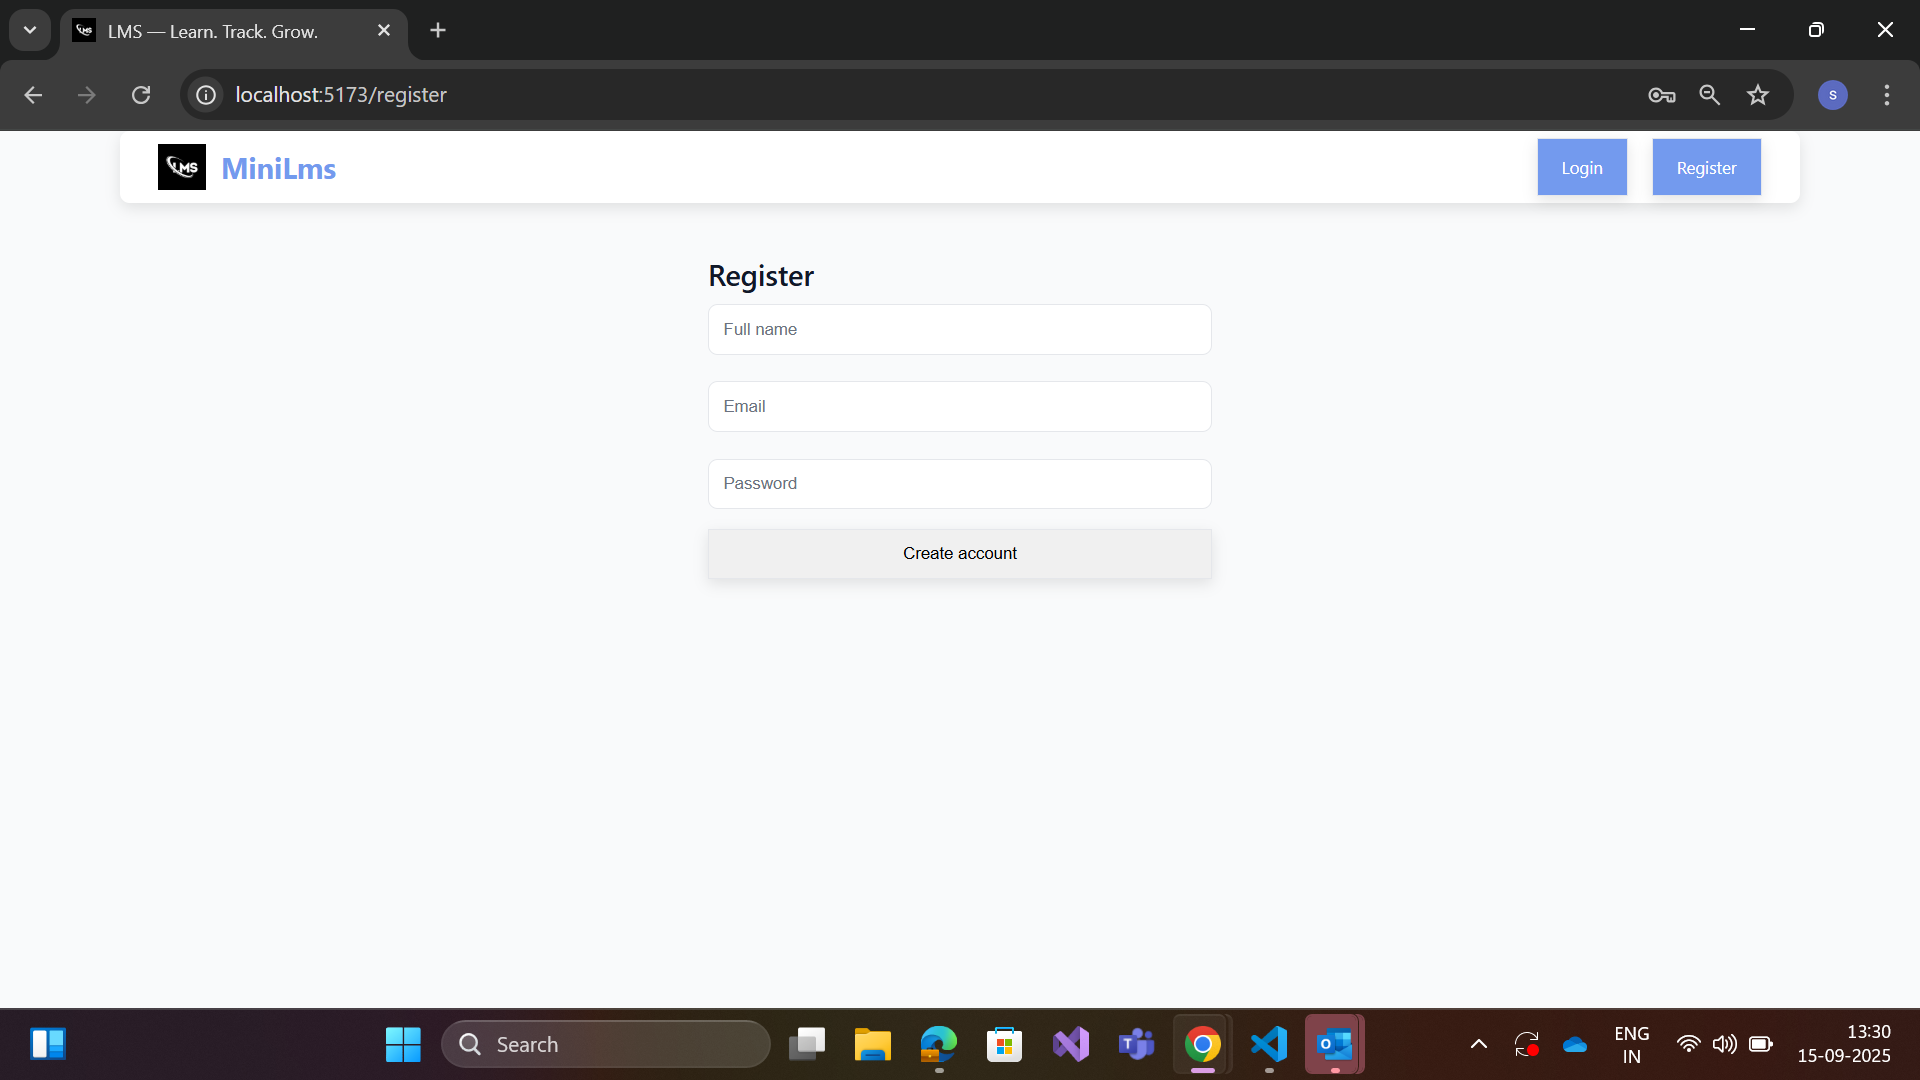 LMS — Learn. Track. Grow.
localhost:5173/register
S
LMS
MiniLms
Login
Register
Register
Full name
Email
Password
Create account
Search
ENG
IN
13:30
15-09-2025